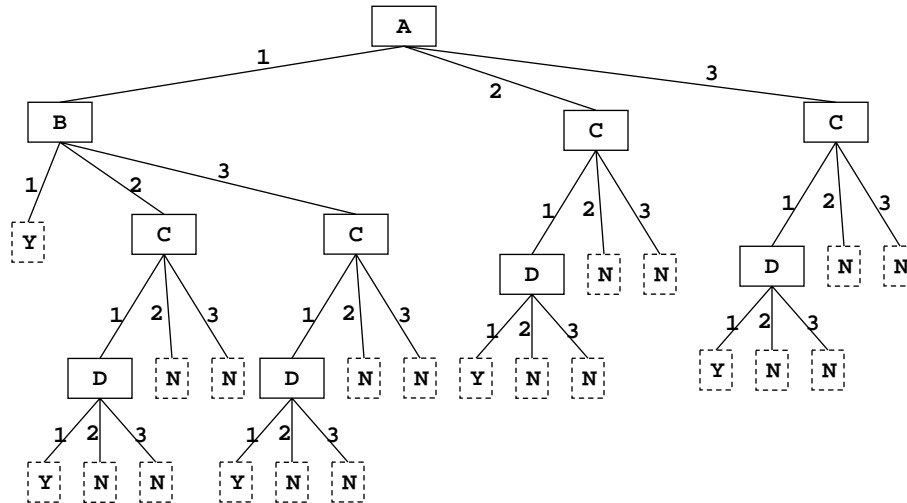 A
1 2 3
B C C
1 2 3 1 2 3 1 2 3
Y C C D N N D N N
1 2 3 1 2 3 1 2 3 1 2 3
D N N D N N Y N N Y N N
1 2 3 1 2 3
Y N N Y N N